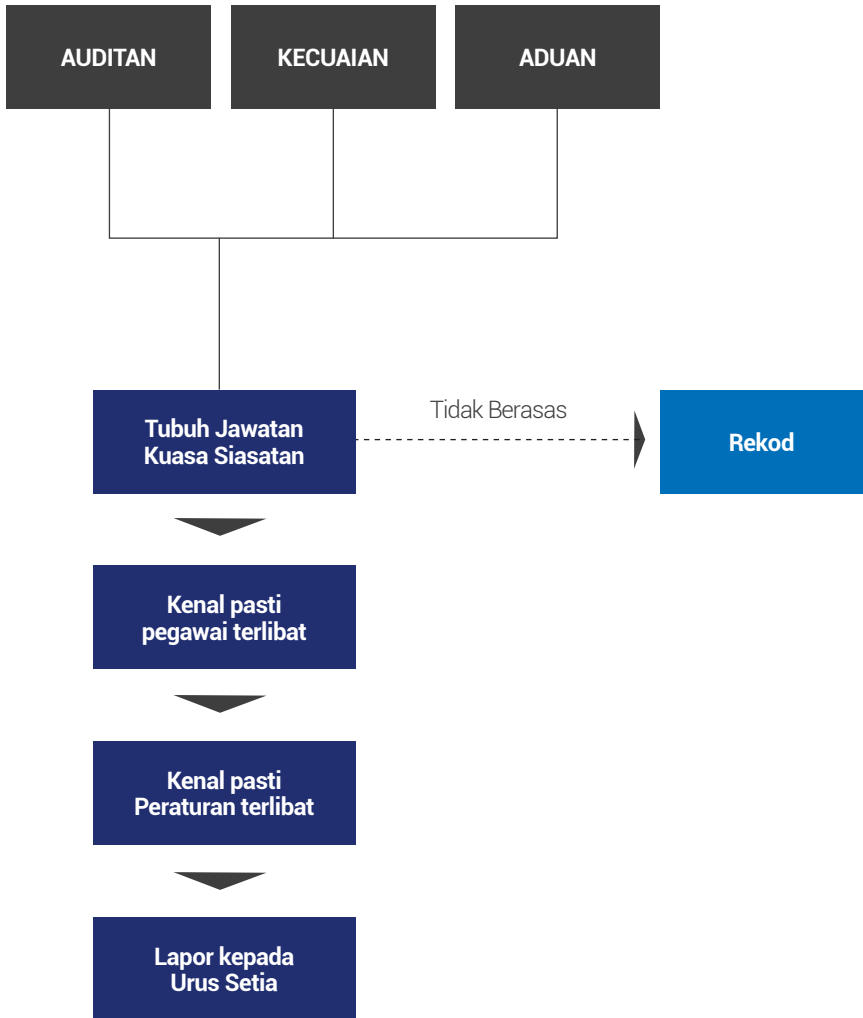 AUDITAN
KECUAIAN
ADUAN
Tubuh Jawatan
Kuasa Siasatan
Tidak Berasas
Rekod
Kenal pasti
pegawai terlibat
Kenal pasti
Peraturan terlibat
Lapor kepada
Urus Setia